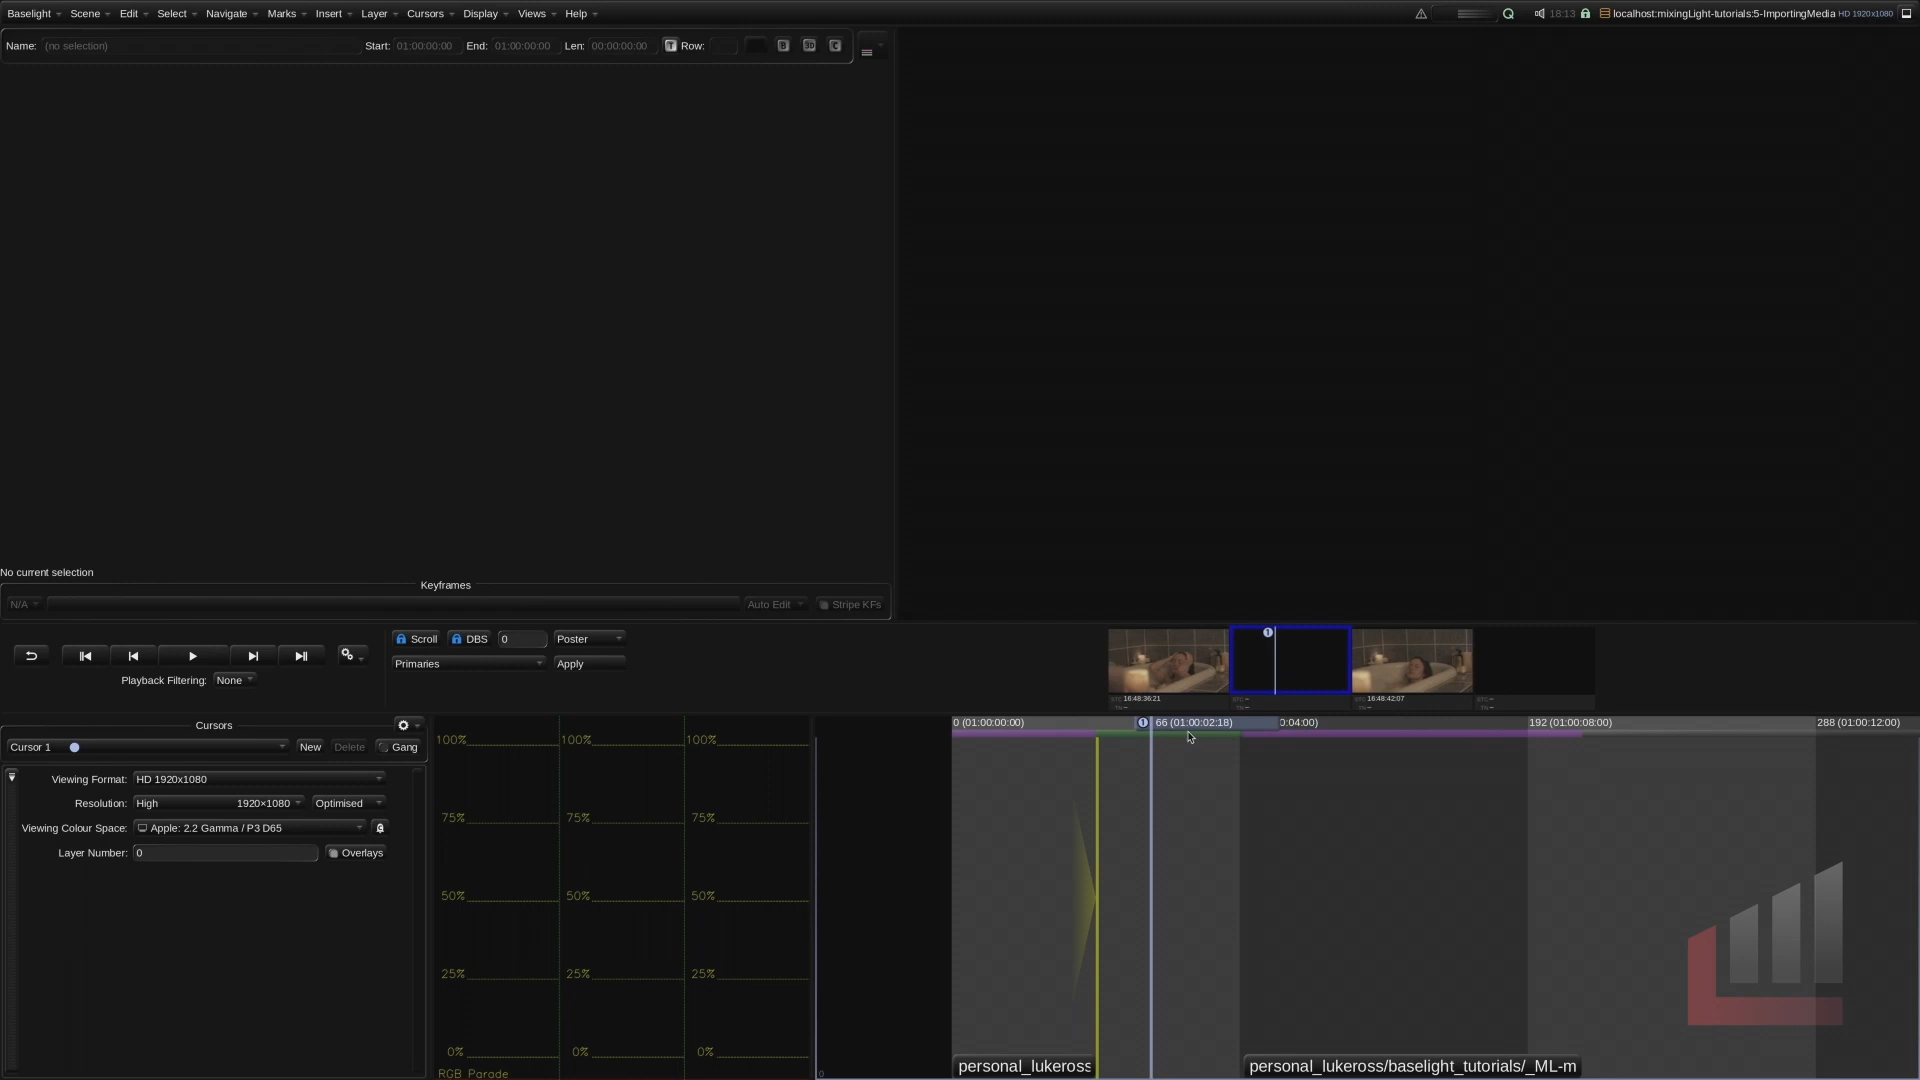 Baselight Scene Edit Select Navigate Marks Insert Layer Cursors Display Views Help 18:13 localhost:mixingLight-tutorials:5-ImportingMedia HD 1920x1080
Name: (no selection) Start: 01:00:00:00 End: 01:00:00:00 Len: 00:00:00:00 T Row: B 3D C
No current selection
Keyframes
N/A Auto Edit Stripe KFs
Scroll DBS 0 Poster
Primaries Apply
Playback Filtering: None
16:48:36:21 16:48:42:07
Cursors
Cursor 1 New Delete Gang
Viewing Format: HD 1920x1080
Resolution: High 1920×1080 Optimised
Viewing Colour Space: Apple: 2.2 Gamma / P3 D65
Layer Number: 0 Overlays
100% 100% 100%
75% 75% 75%
50% 50% 50%
25% 25% 25%
0% 0% 0%
RGB Parade
0 (01:00:00:00) 1 66 (01:00:02:18) 0:04:00) 192 (01:00:08:00) 288 (01:00:12:00)
0
personal_lukeross personal_lukeross/baselight_tutorials/_ML-m